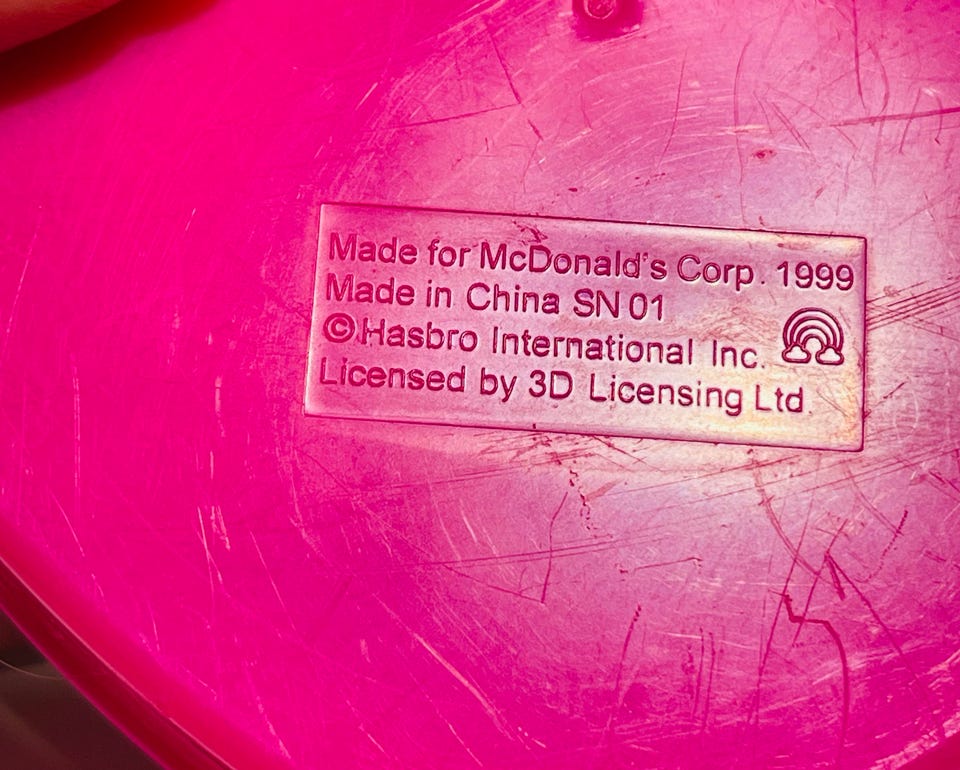 Made for McDonald's Corp. 1999
Made in China SN 01
©Hasbro International Inc.
Licensed by 3D Licensing Ltd.